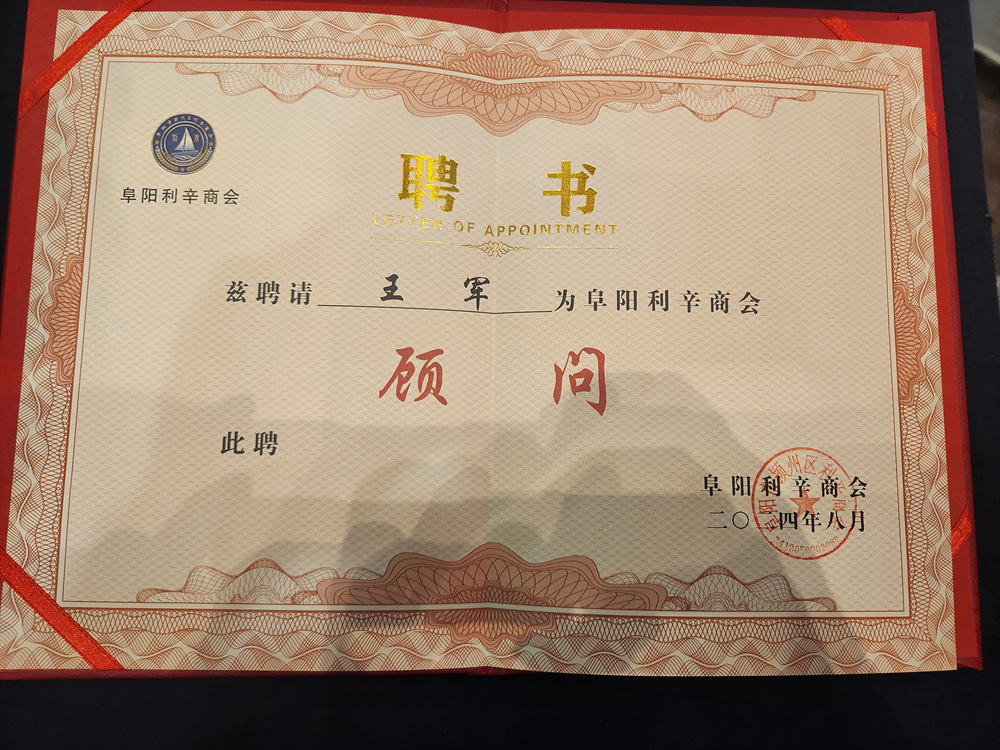 阜阳利辛商会
聘 书
LETTER OF APPOINTMENT
兹聘请 王 军 为阜阳利辛商会
顾 问
此聘
阜阳利辛商会
二〇二四年八月